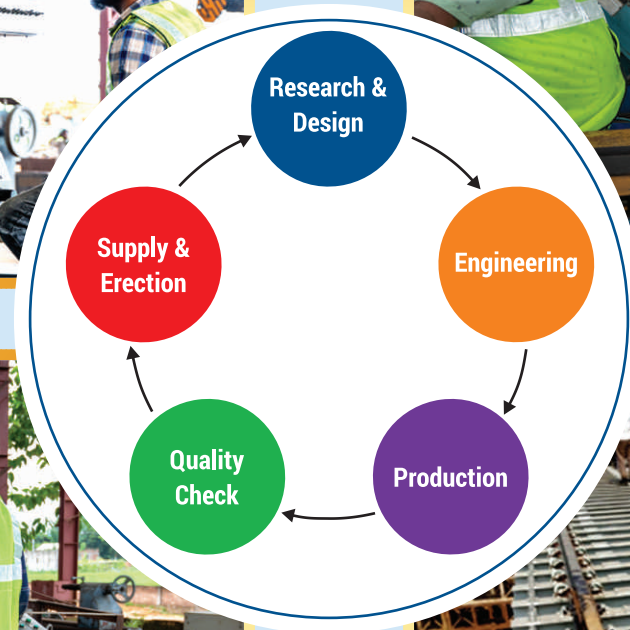 Research &
Design
Engineering
Production
Quality
Check
Supply &
Erection